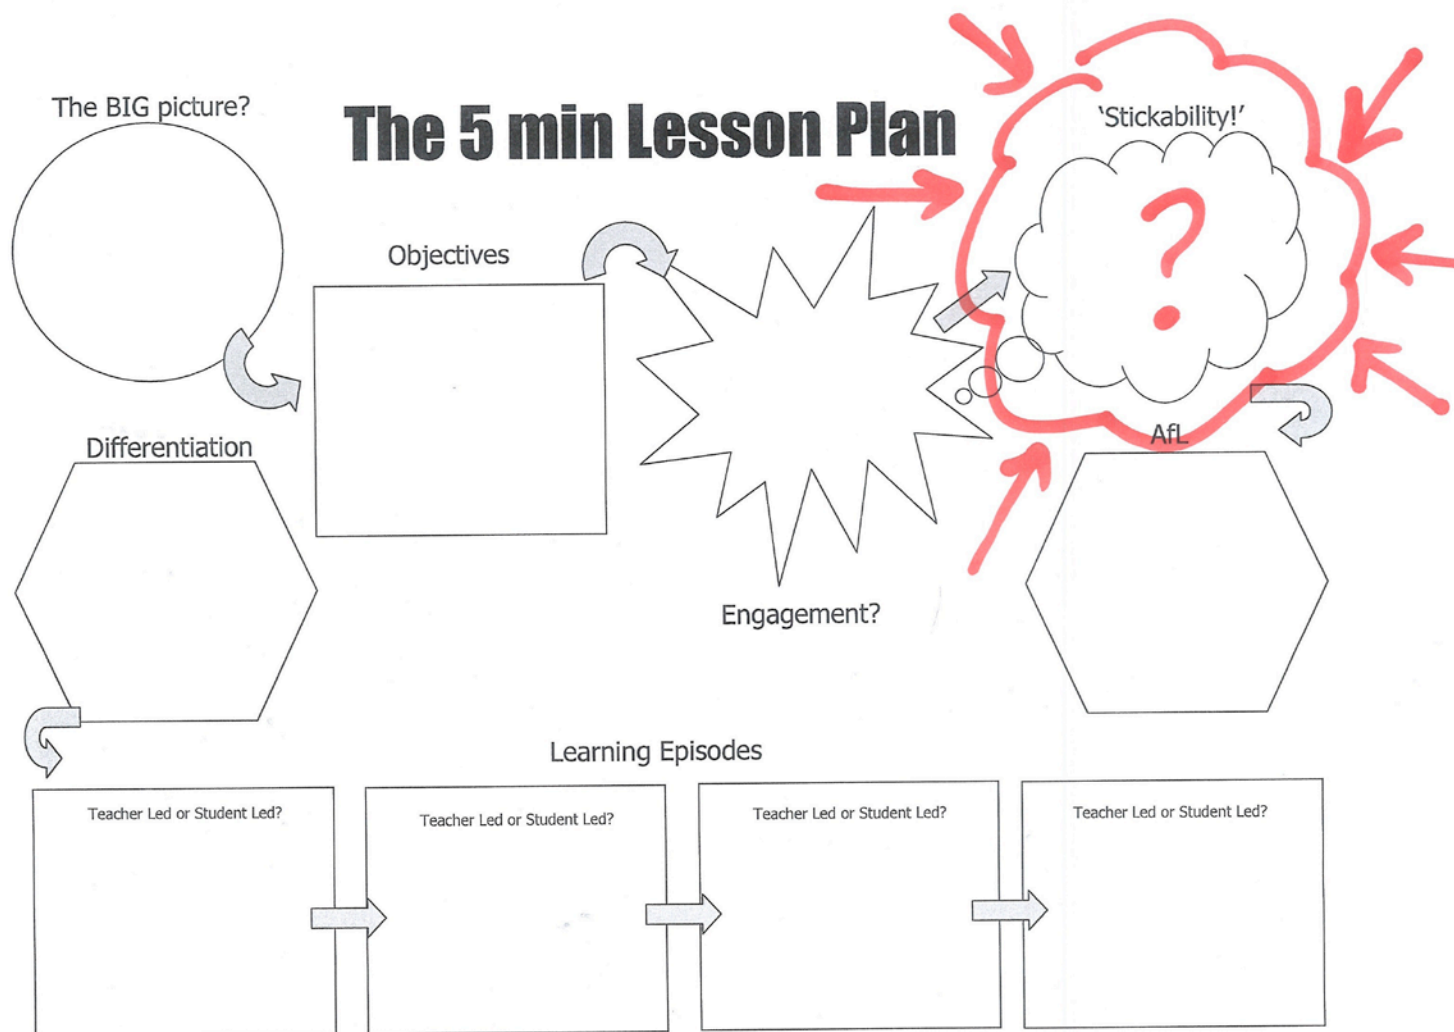 The BIG picture?
The 5 min Lesson Plan
'Stickability!'
?
Objectives
Differentiation
AfL
Engagement?
Learning Episodes
Teacher Led or Student Led?
Teacher Led or Student Led?
Teacher Led or Student Led?
Teacher Led or Student Led?